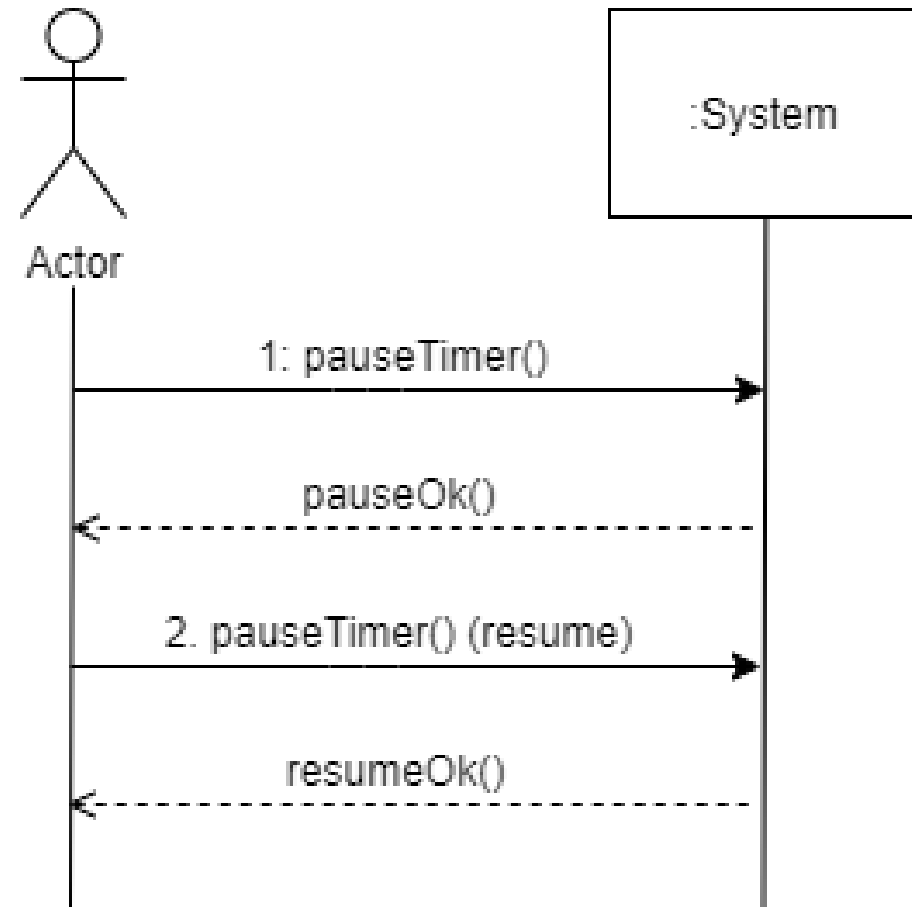 :System
Actor
1: pauseTimer()
pauseOk()
2. pauseTimer() (resume)
resumeOk()